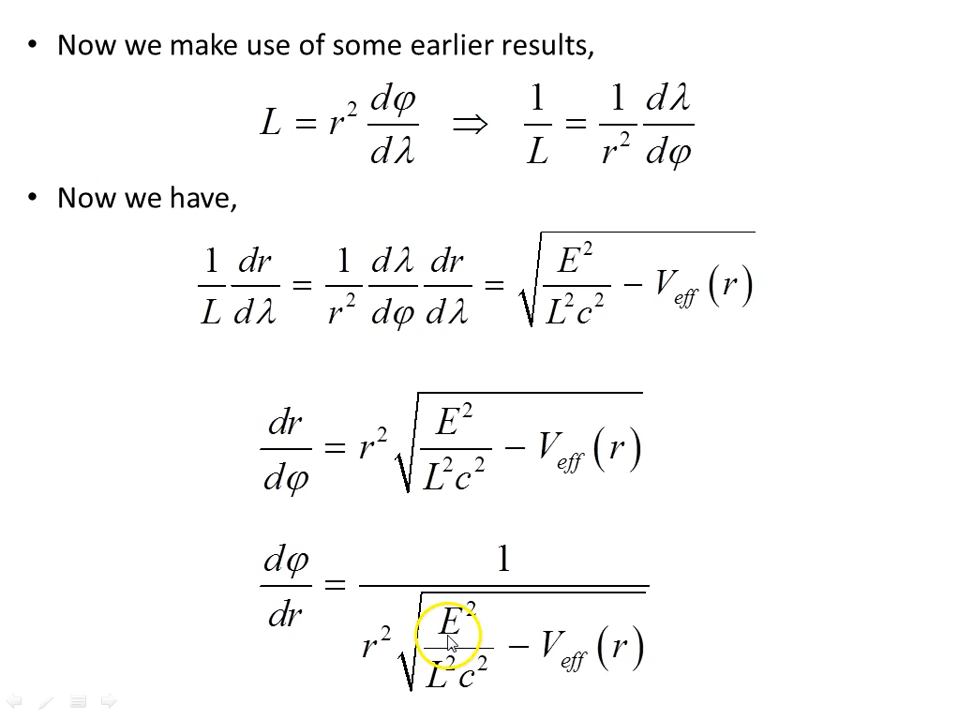 • Now we make use of some earlier results,
L = r² dφ/dλ ⇒ 1/L = 1/r² dλ/dφ
• Now we have,
1/L dr/dλ = 1/r² dλ/dφ dr/dλ = √(E²/L²c² − V_eff (r))
dr/dφ = r² √(E²/L²c² − V_eff (r))
dφ/dr = 1/(r² √(E²/L²c² − V_eff (r)))